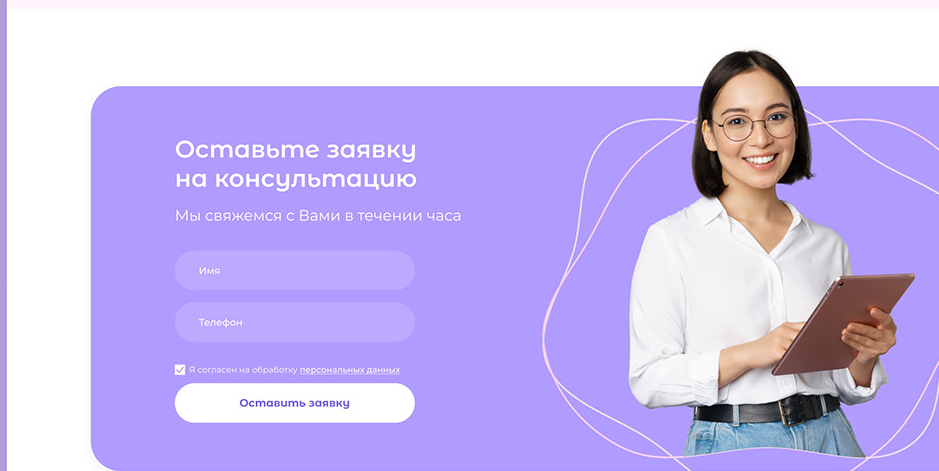 Оставьте заявку
на консультацию
Мы свяжемся с Вами в течении часа
Имя
Телефон
Я согласен на обработку персональных данных
Оставить заявку